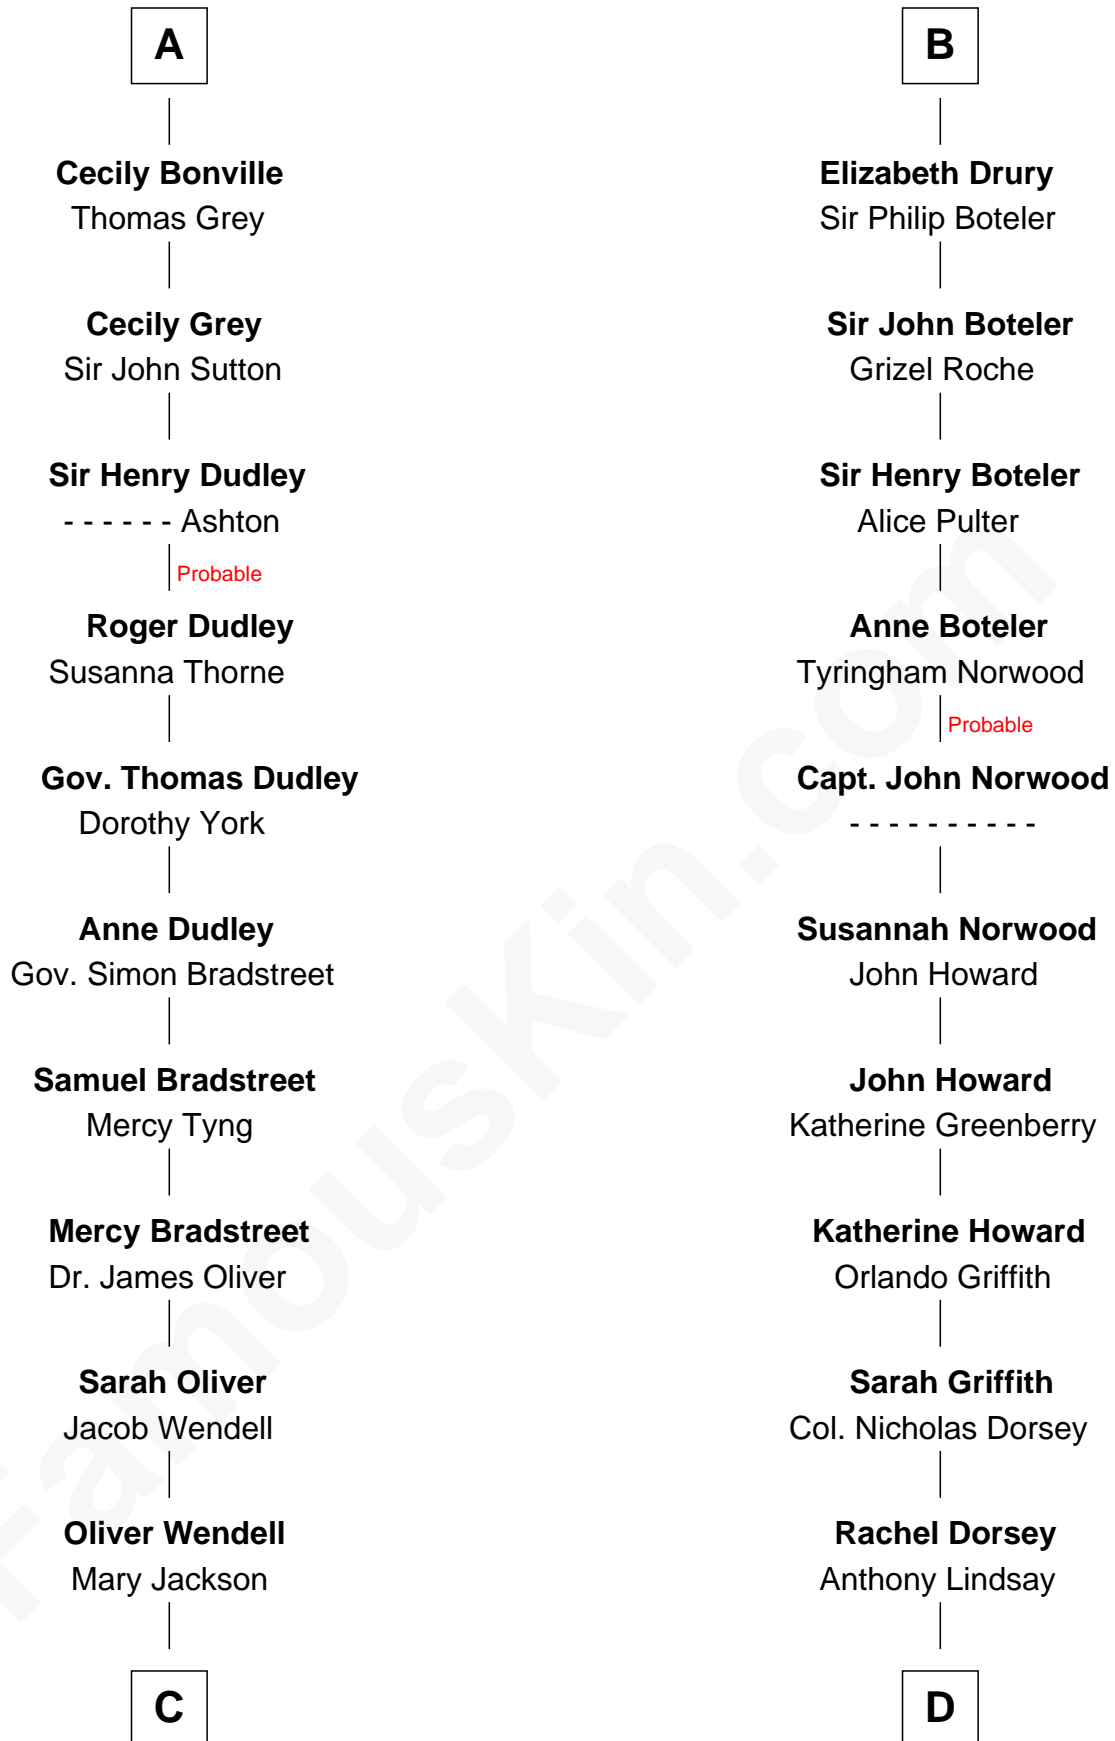 A
Cecily Bonville
Thomas Grey
Cecily Grey
Sir John Sutton
Sir Henry Dudley
- - - - - - Ashton
Probable
Roger Dudley
Susanna Thorne
Gov. Thomas Dudley
Dorothy York
Anne Dudley
Gov. Simon Bradstreet
Samuel Bradstreet
Mercy Tyng
Mercy Bradstreet
Dr. James Oliver
Sarah Oliver
Jacob Wendell
Oliver Wendell
Mary Jackson
C
B
Elizabeth Drury
Sir Philip Boteler
Sir John Boteler
Grizel Roche
Sir Henry Boteler
Alice Pulter
Anne Boteler
Tyringham Norwood
Probable
Capt. John Norwood
- - - - - - - - - -
Susannah Norwood
John Howard
John Howard
Katherine Greenberry
Katherine Howard
Orlando Griffith
Sarah Griffith
Col. Nicholas Dorsey
Rachel Dorsey
Anthony Lindsay
D
FamousKin.com